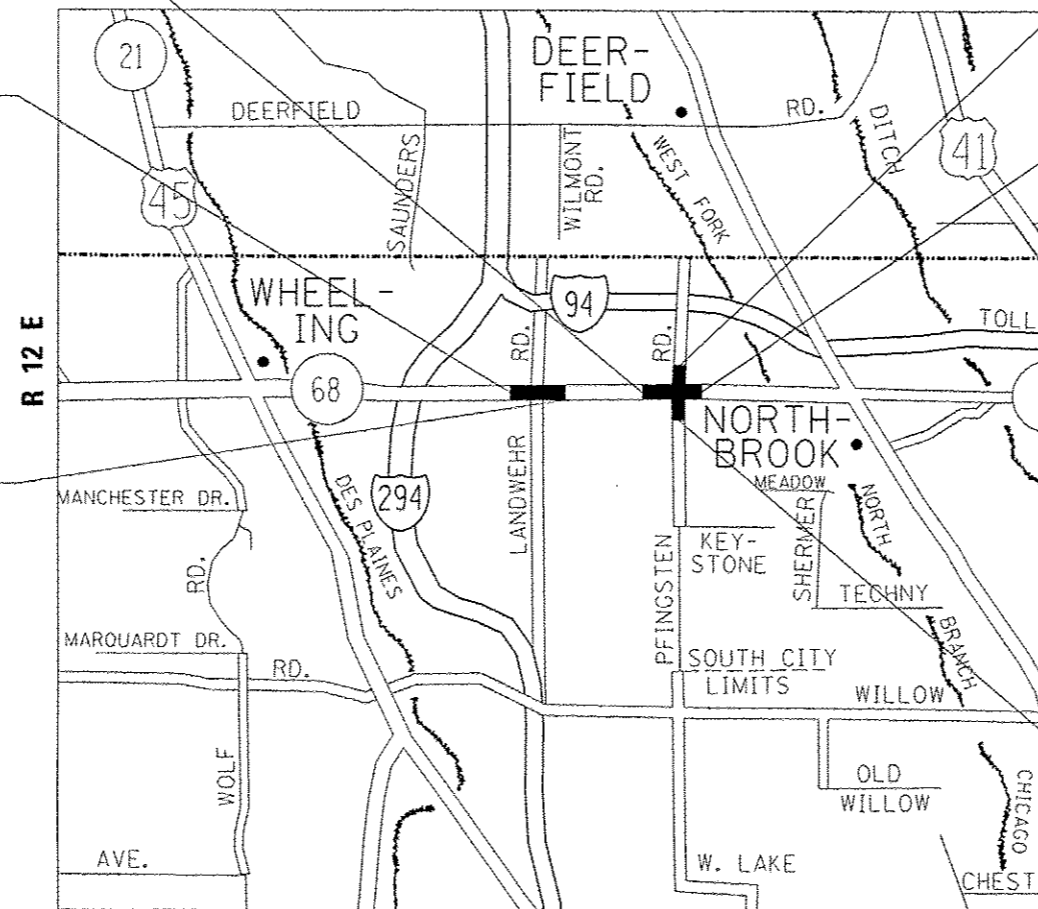 21
DEER-
FIELD
DEERFIELD
RD.
DITCH
41
45
SAUNDERS
WILMONT
RD.
WEST FORK
WHEEL-
ING
94
TOLL
RD.
RD.
R 12 E
68
NORTH-
BROOK
MEADOW
MANCHESTER DR.
DES PLAINES
294
LANDWEHR
SHERMER
NORTH
KEY-
STONE
RD.
PFINGSTEN
TECHNY
BRANCH
MARQUARDT DR.
RD.
SOUTH CITY
LIMITS
WILLOW
WOLF
OLD
WILLOW
CHICAGO
AVE.
W. LAKE
CHEST